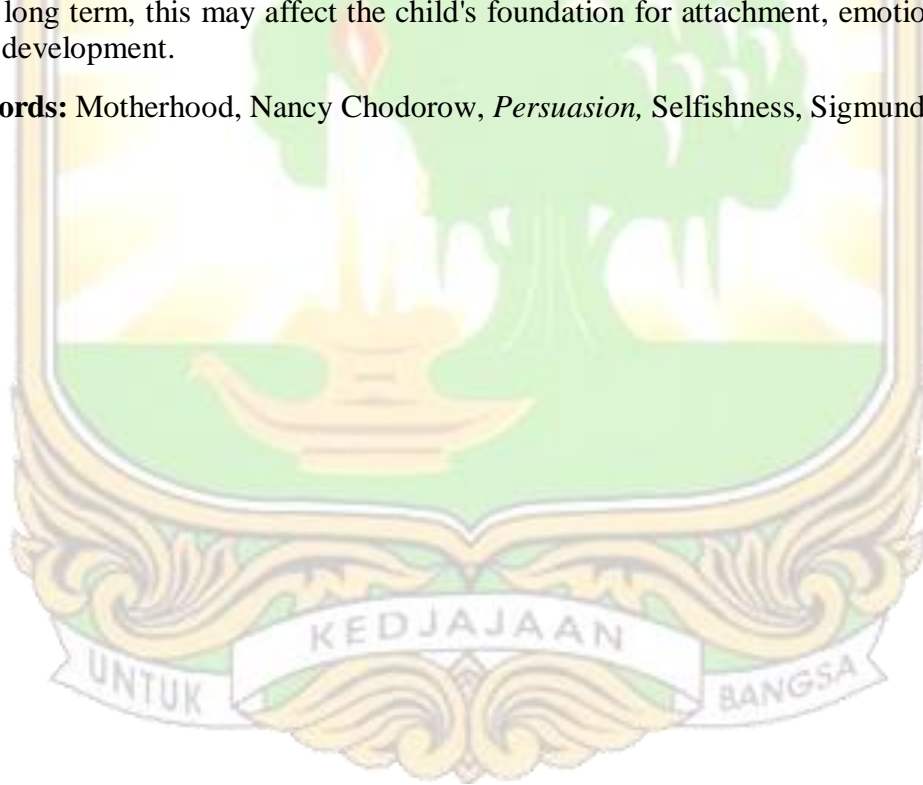 long term, this may affect the child's foundation for attachment, emotio
development.
ords: Motherhood, Nancy Chodorow, Persuasion, Selfishness, Sigmund
KEDJAJAAN
UNTUK BANGSA